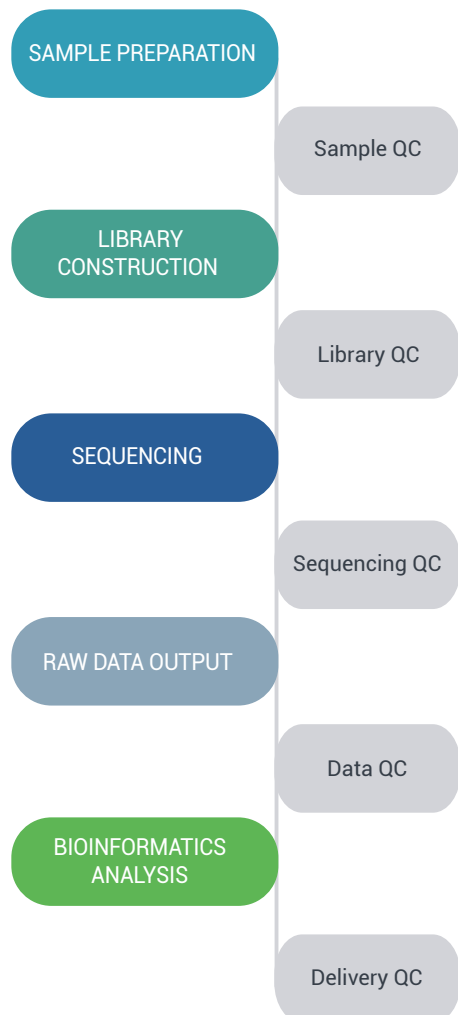 SAMPLE PREPARATION
Sample QC
LIBRARY
CONSTRUCTION
Library QC
SEQUENCING
Sequencing QC
RAW DATA OUTPUT
Data QC
BIOINFORMATICS
ANALYSIS
Delivery QC